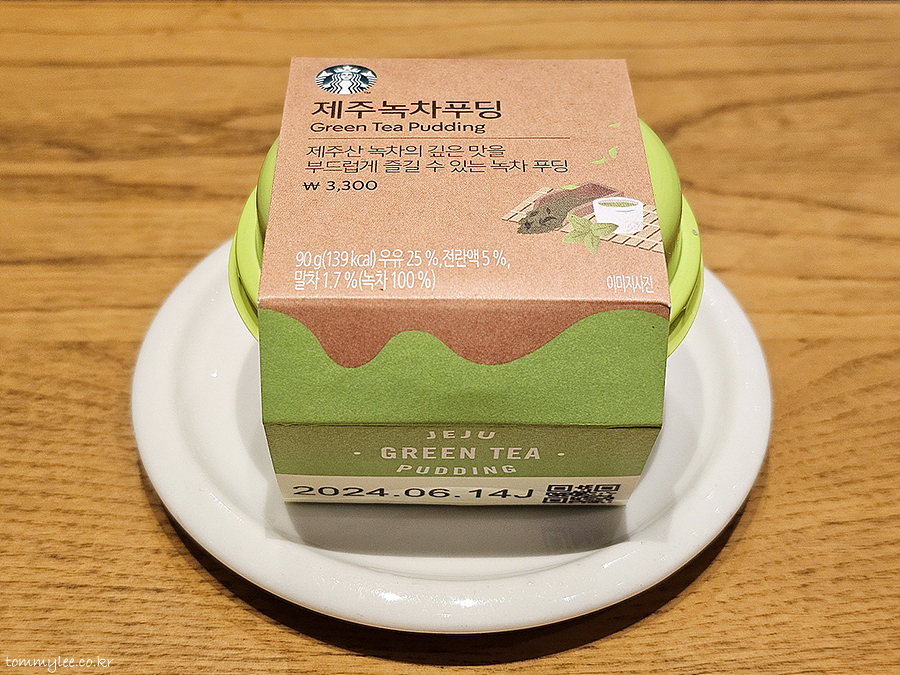 제주녹차푸딩
Green Tea Pudding
제주산 녹차의 깊은 맛을
부드럽게 즐길 수 있는 녹차 푸딩
₩ 3,300
90 g(139 kcal) 우유 25 %, 전란액 5 %,
말차 1.7 %(녹차 100 %)
이미지사진
JEJU
· GREEN TEA ·
PUDDING
2024.06.14J
tommylee.co.kr